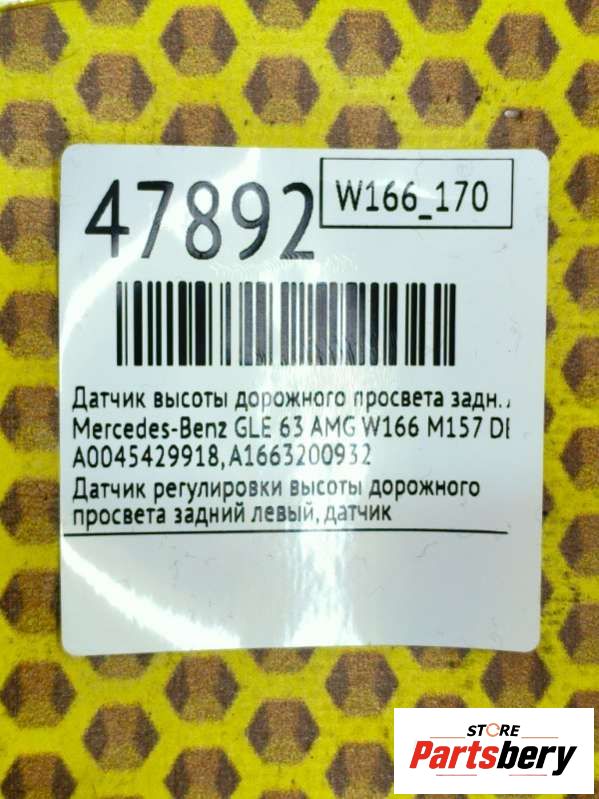 47892
W166_170
Датчик высоты дорожного просвета задн.
Mercedes-Benz GLE 63 AMG W166 M157
A0045429918,A1663200932
Датчик регулировки высоты дорожного
просвета задний левый, датчик
STORE
Partsbery